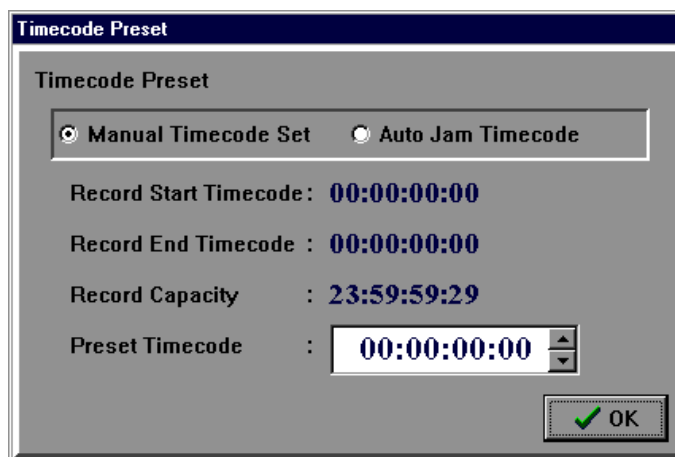 Timecode Preset
Timecode Preset
Manual Timecode Set Auto Jam Timecode
Record Start Timecode: 00:00:00:00
Record End Timecode : 00:00:00:00
Record Capacity : 23:59:59:29
Preset Timecode : 00:00:00:00
OK